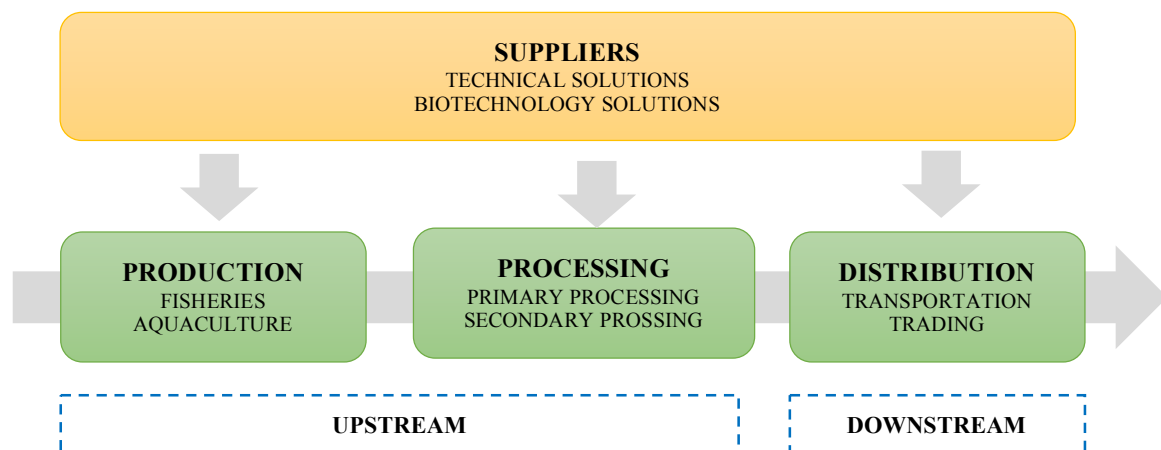 SUPPLIERS
TECHNICAL SOLUTIONS
BIOTECHNOLOGY SOLUTIONS
PRODUCTION
FISHERIES
AQUACULTURE
PROCESSING
PRIMARY PROCESSING
SECONDARY PROSSING
DISTRIBUTION
TRANSPORTATION
TRADING
UPSTREAM
DOWNSTREAM